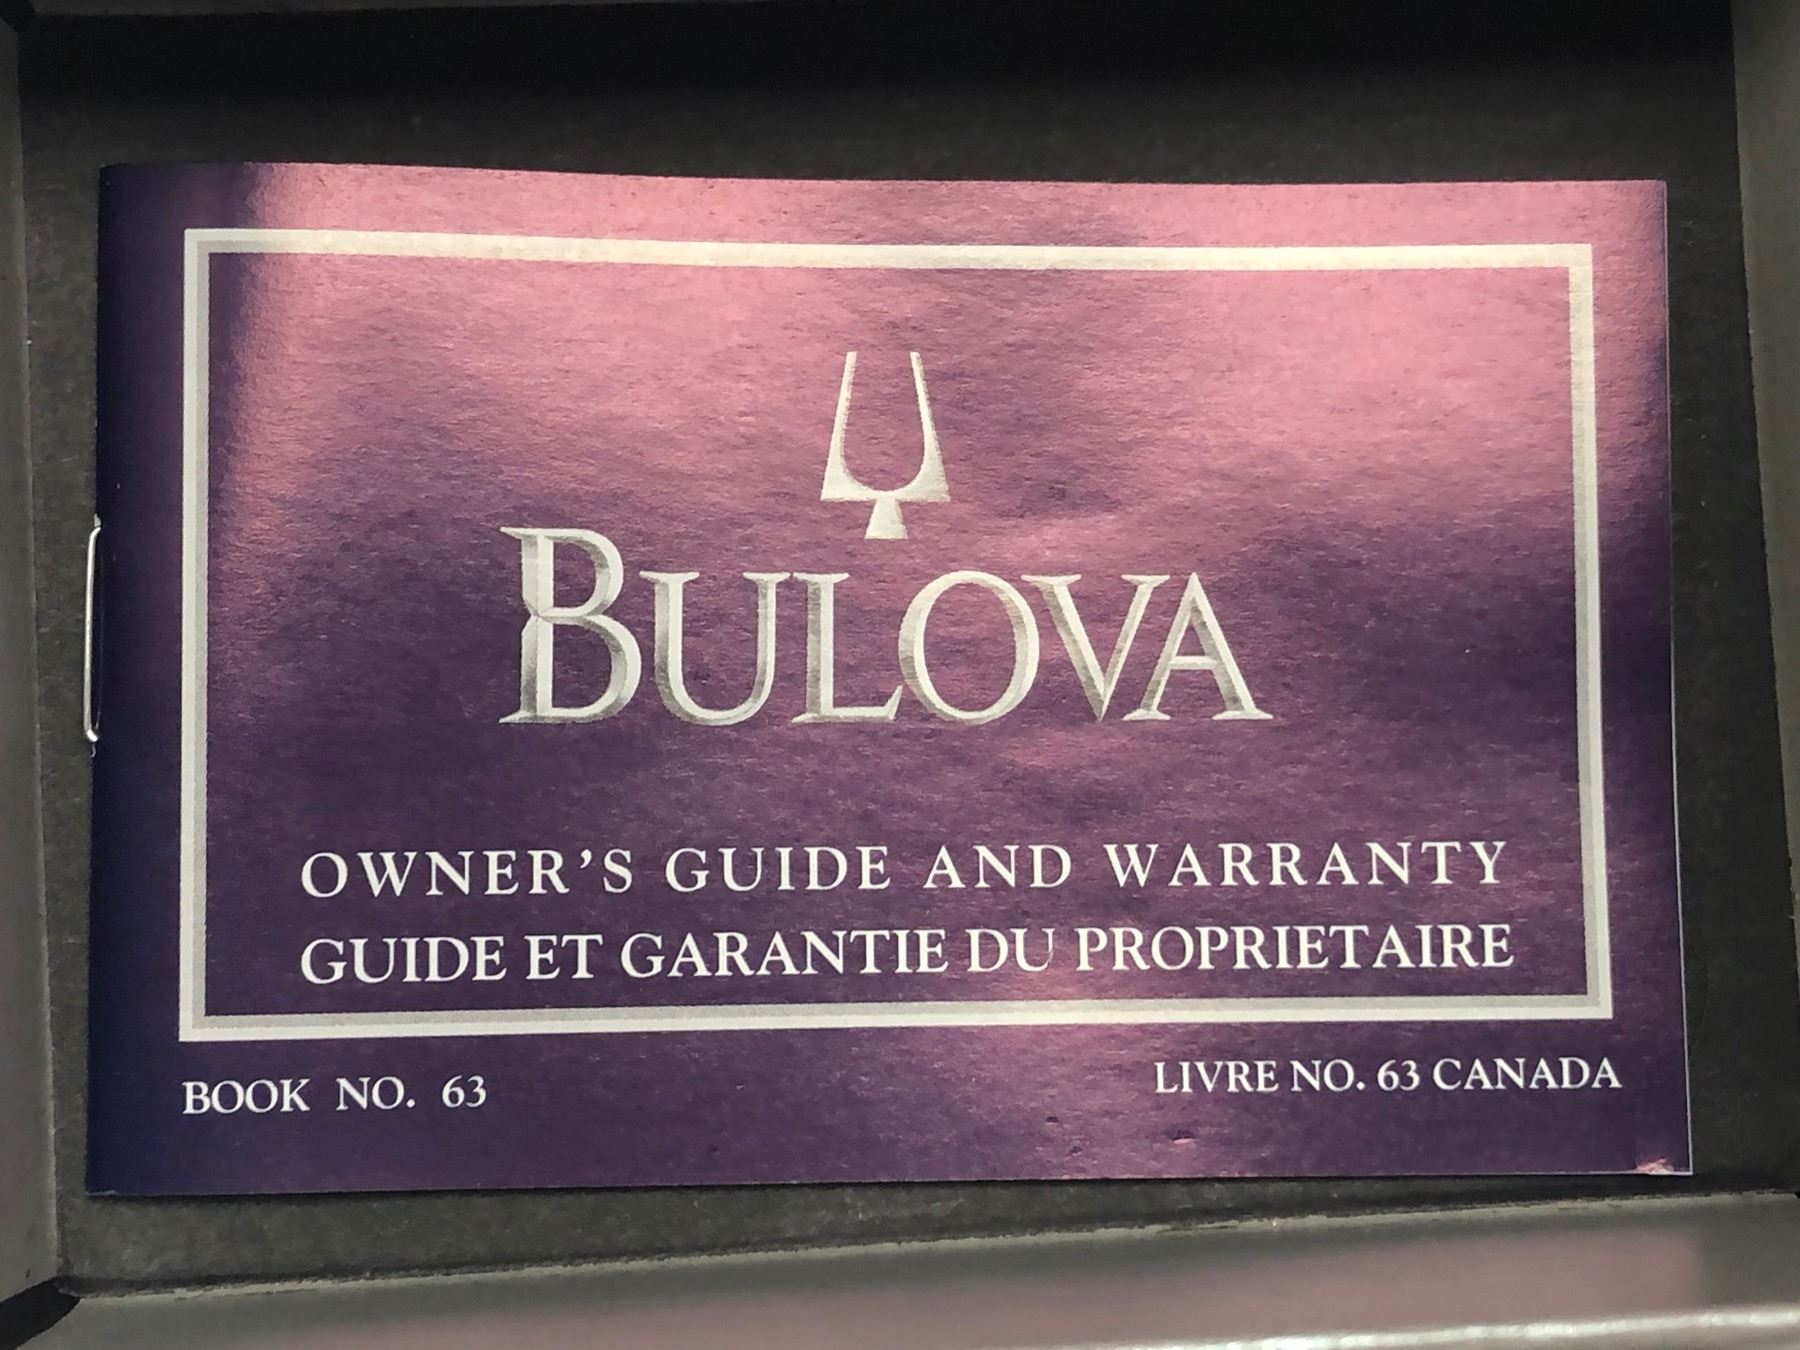 BULOVA
OWNER’S GUIDE AND WARRANTY
GUIDE ET GARANTIE DU PROPRIETAIRE
BOOK NO. 63
LIVRE NO. 63 CANADA